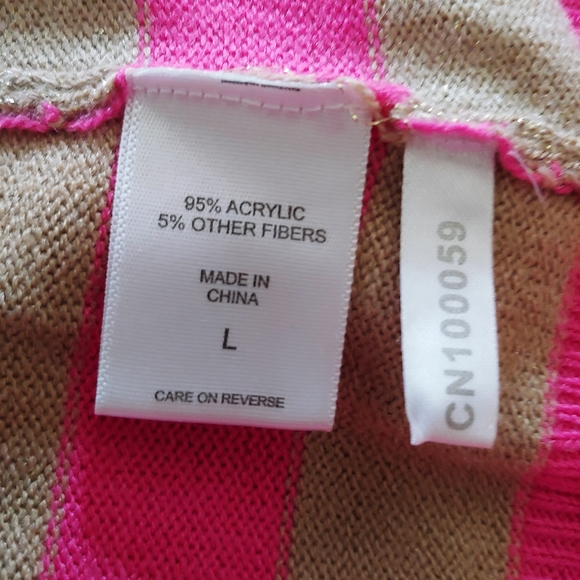 95% ACRYLIC
5% OTHER FIBERS
MADE IN
CHINA
L
CARE ON REVERSE
CN100059